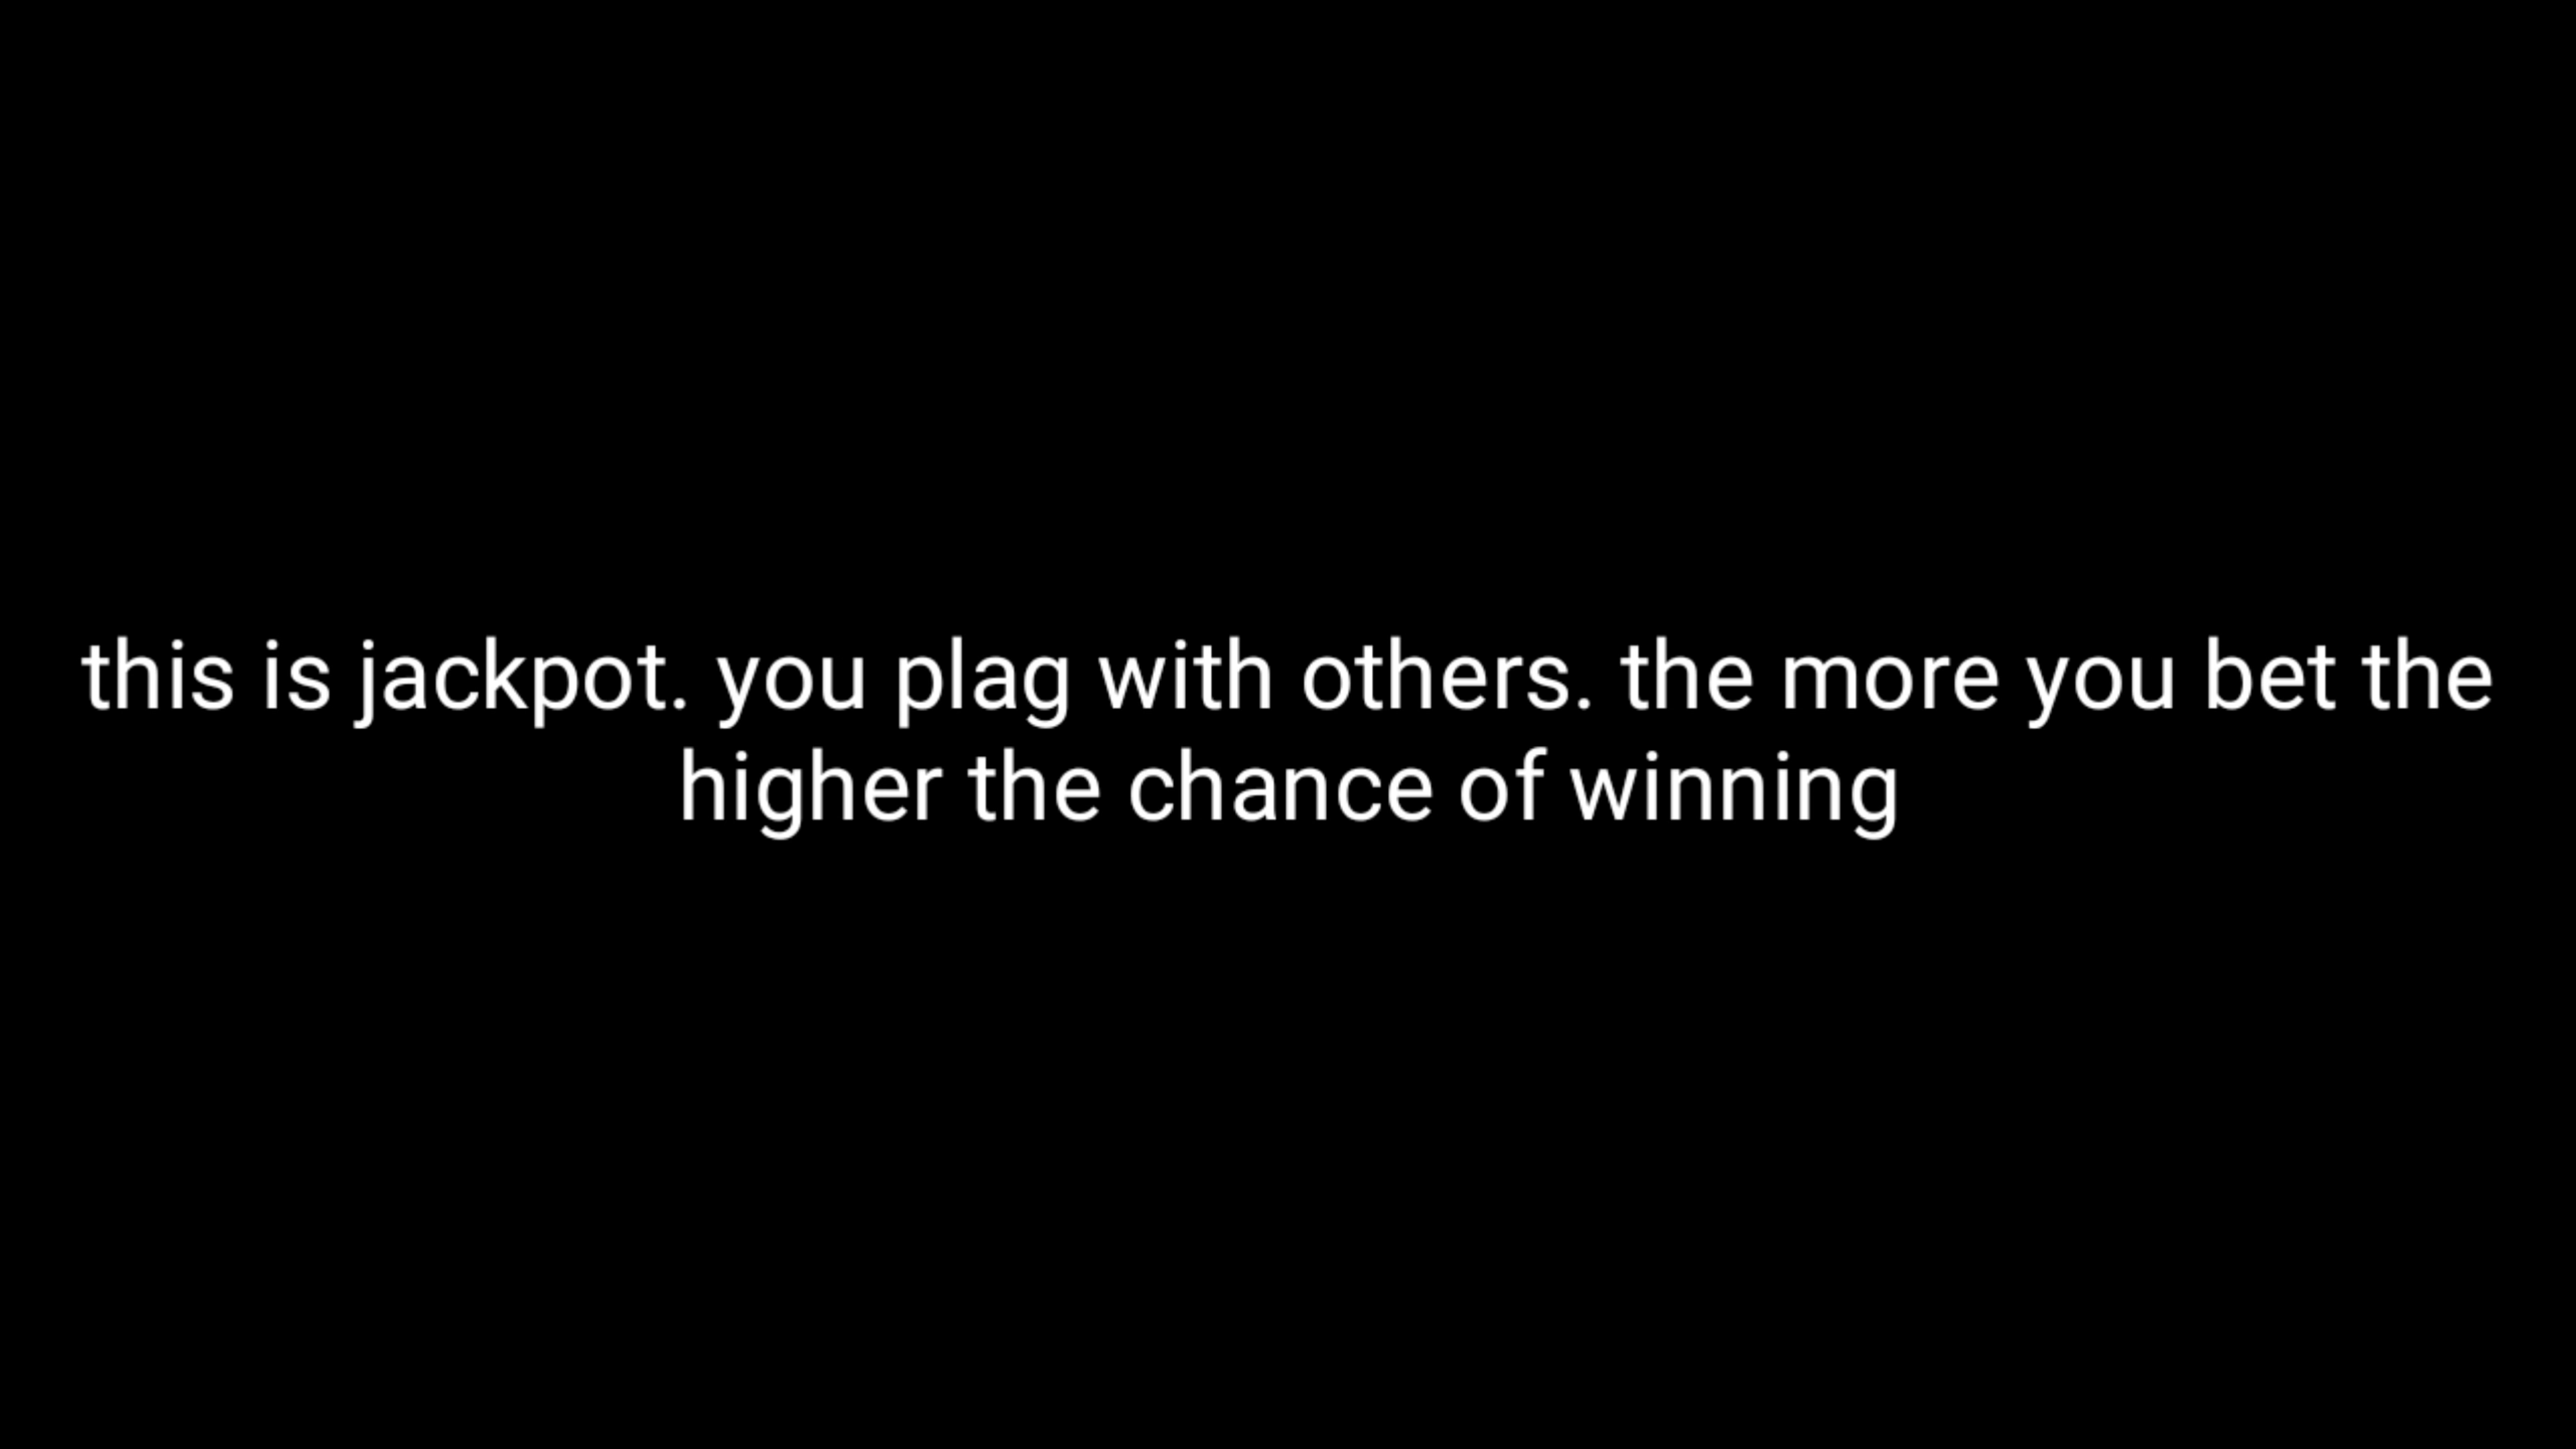 this is jackpot. you plag with others. the more you bet the
higher the chance of winning